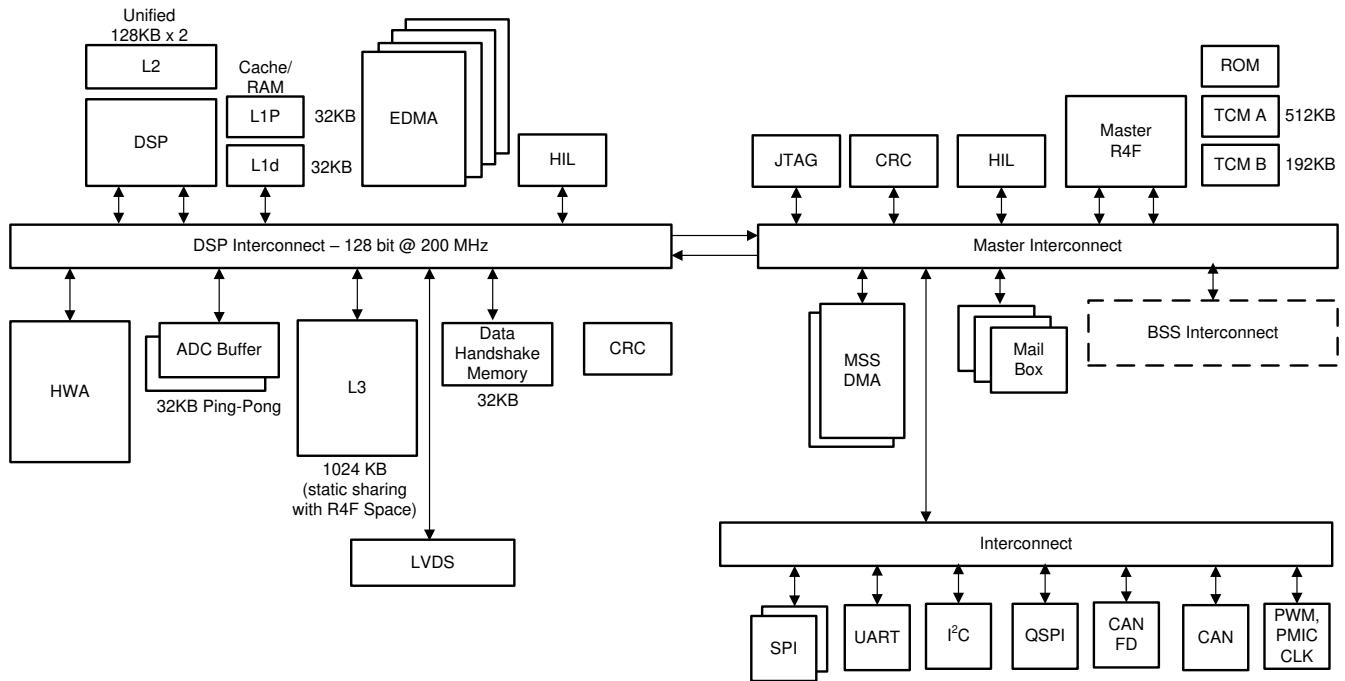 Unified
128KB x 2
L2
DSP
Cache/
RAM
L1P
32KB
L1d
32KB
EDMA
HIL
JTAG
CRC
HIL
Master
R4F
ROM
TCM A
512KB
TCM B
192KB
DSP Interconnect – 128 bit @ 200 MHz
Master Interconnect
HWA
ADC Buffer
32KB Ping-Pong
L3
1024 KB
(static sharing
with R4F Space)
LVDS
Data
Handshake
Memory
32KB
CRC
MSS
DMA
Mail
Box
BSS Interconnect
Interconnect
SPI
UART
I²C
QSPI
CAN
FD
CAN
PWM,
PMIC
CLK